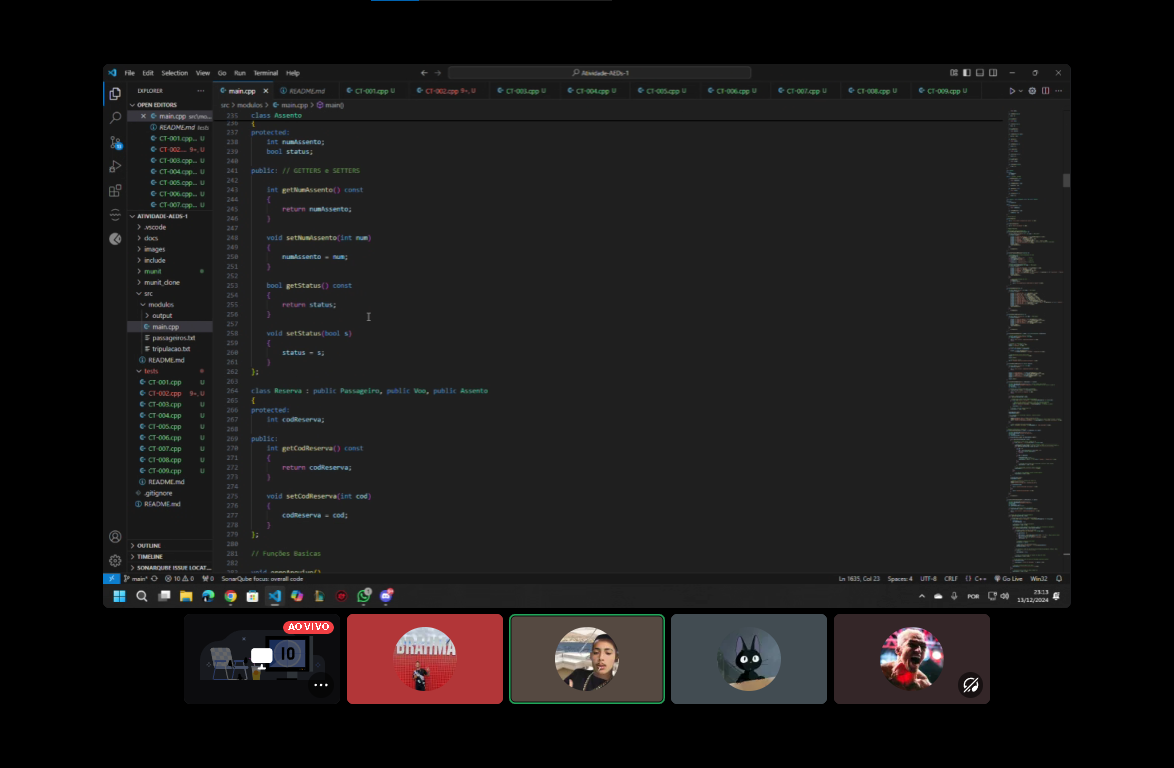 File Edit Selection View Go Run Terminal Help
Atividade-AEDs-1
EXPLORER
main.cpp
README.md
CT-001.cpp U
CT-002.cpp 9+, U
CT-003.cpp U
CT-004.cpp U
CT-005.cpp U
CT-006.cpp U
CT-007.cpp U
CT-008.cpp U
CT-009.cpp U
OPEN EDITORS
main.cpp src\mo...
README.md tests
CT-001.cpp... U
CT-002... 9+, U
CT-003.cpp... U
CT-004.cpp... U
CT-005.cpp... U
CT-006.cpp... U
CT-007.cpp... U
ATIVIDADE-AEDS-1
.vscode
docs
images
include
munit
munit_clone
src
modulos
output
main.cpp
passageiros.txt
tripulacao.txt
README.md
tests
CT-001.cpp U
CT-002.cpp 9+, U
CT-003.cpp U
CT-004.cpp U
CT-005.cpp U
CT-006.cpp U
CT-007.cpp U
CT-008.cpp U
CT-009.cpp U
README.md
.gitignore
README.md
OUTLINE
TIMELINE
SONARQUBE ISSUE LOCAT...
src > modulos > main.cpp > main()
235 class Assento
236 {
237 protected:
238 int numAssento;
239 bool status;
240
241 public: // GETTERS e SETTERS
242
243 int getNumAssento() const
244 {
245 return numAssento;
246 }
247
248 void setNumAssento(int num)
249 {
250 numAssento = num;
251 }
252
253 bool getStatus() const
254 {
255 return status;
256 }
257
258 void setStatus(bool s)
259 {
260 status = s;
261 }
262 };
263
264 class Reserva : public Passageiro, public Voo, public Assento
265 {
266 protected:
267 int codReserva;
268
269 public:
270 int getCodReserva() const
271 {
272 return codReserva;
273 }
274
275 void setCodReserva(int cod)
276 {
277 codReserva = cod;
278 }
279 };
280
281 // Funções Basicas
282
main* 10 0 0 SonarQube focus: overall code
Ln 1635, Col 23 Spaces: 4 UTF-8 CRLF {} C++ Go Live Win32
POR
23:13
13/12/2024
AO VIVO
BRAHMA